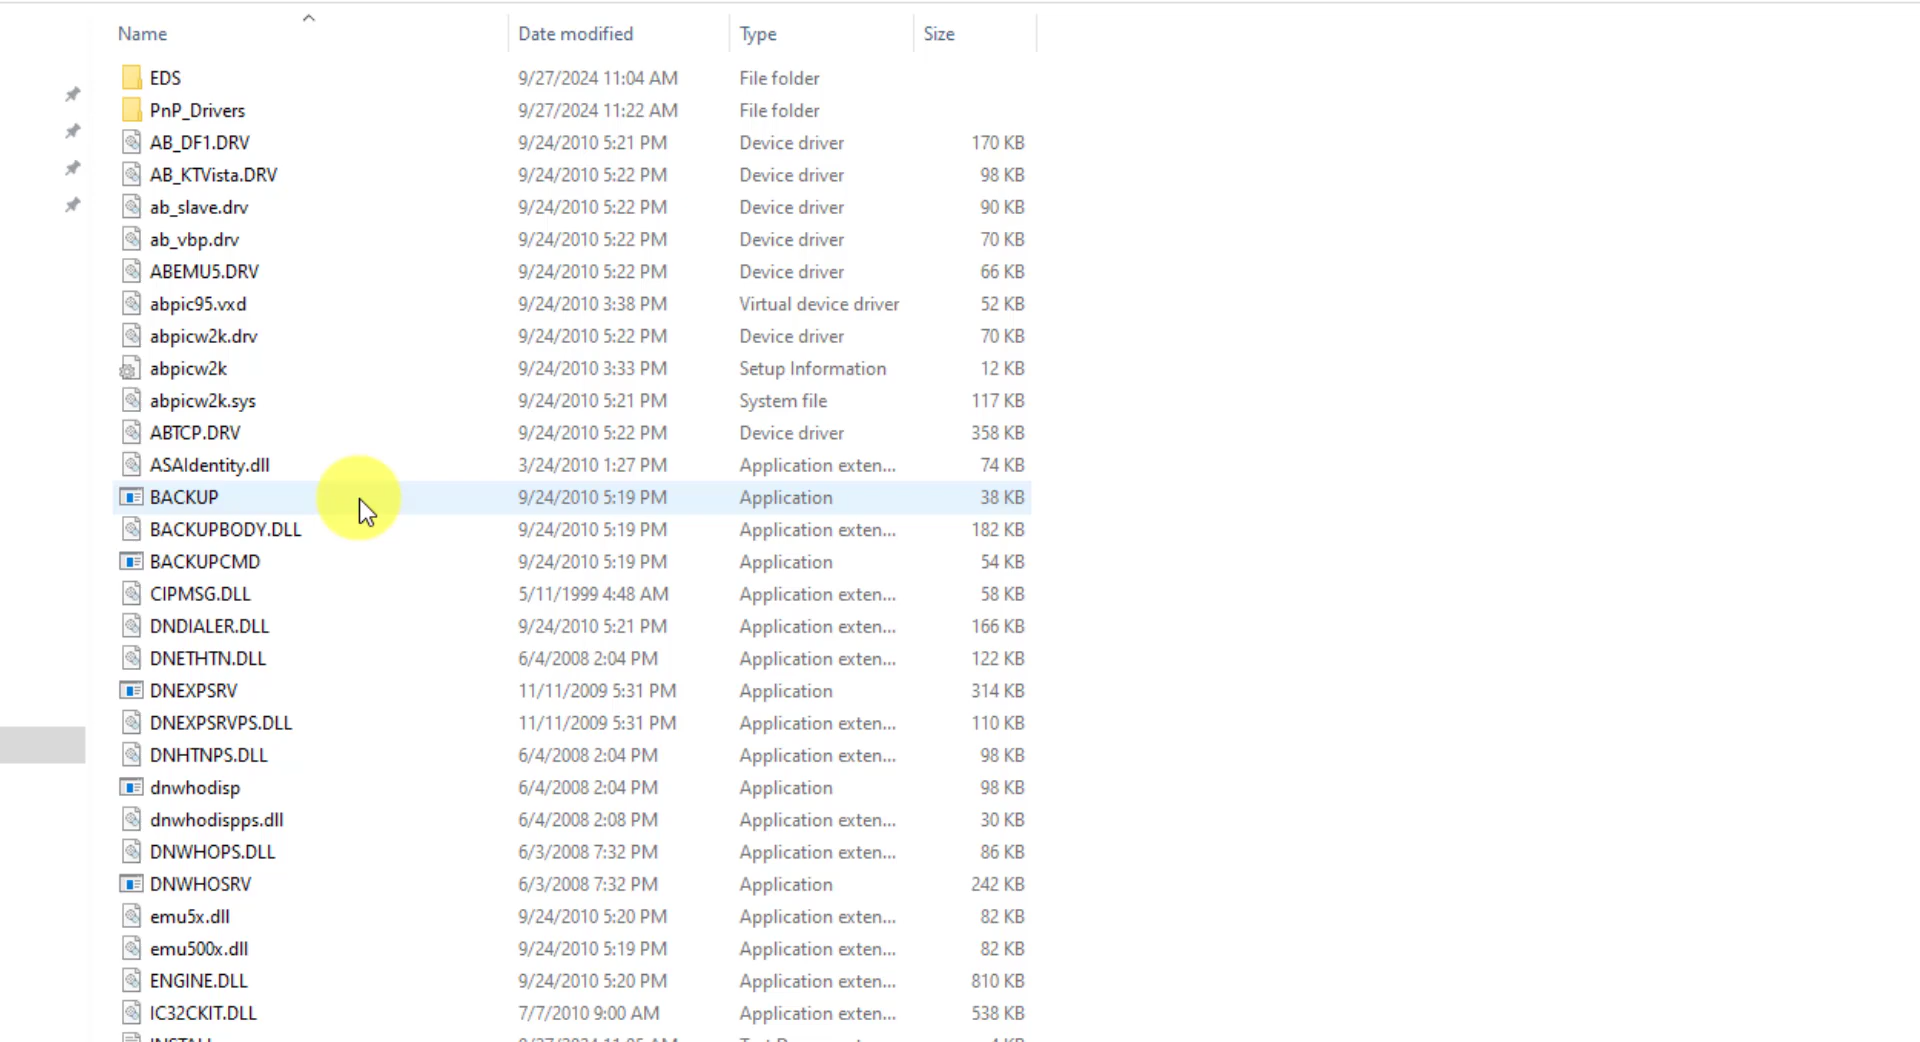 Name Date modified Type Size
EDS 9/27/2024 11:04 AM File folder
PnP_Drivers 9/27/2024 11:22 AM File folder
AB_DF1.DRV 9/24/2010 5:21 PM Device driver 170 KB
AB_KTVista.DRV 9/24/2010 5:22 PM Device driver 98 KB
ab_slave.drv 9/24/2010 5:22 PM Device driver 90 KB
ab_vbp.drv 9/24/2010 5:22 PM Device driver 70 KB
ABEMU5.DRV 9/24/2010 5:22 PM Device driver 66 KB
abpic95.vxd 9/24/2010 3:38 PM Virtual device driver 52 KB
abpicw2k.drv 9/24/2010 5:22 PM Device driver 70 KB
abpicw2k 9/24/2010 3:33 PM Setup Information 12 KB
abpicw2k.sys 9/24/2010 5:21 PM System file 117 KB
ABTCP.DRV 9/24/2010 5:22 PM Device driver 358 KB
ASAIdentity.dll 3/24/2010 1:27 PM Application exten... 74 KB
BACKUP 9/24/2010 5:19 PM Application 38 KB
BACKUPBODY.DLL 9/24/2010 5:19 PM Application exten... 182 KB
BACKUPCMD 9/24/2010 5:19 PM Application 54 KB
CIPMSG.DLL 5/11/1999 4:48 AM Application exten... 58 KB
DNDIALER.DLL 9/24/2010 5:21 PM Application exten... 166 KB
DNETHTN.DLL 6/4/2008 2:04 PM Application exten... 122 KB
DNEXPSRV 11/11/2009 5:31 PM Application 314 KB
DNEXPSRVPS.DLL 11/11/2009 5:31 PM Application exten... 110 KB
DNHTNPS.DLL 6/4/2008 2:04 PM Application exten... 98 KB
dnwhodisp 6/4/2008 2:04 PM Application 98 KB
dnwhodispps.dll 6/4/2008 2:08 PM Application exten... 30 KB
DNWHOPS.DLL 6/3/2008 7:32 PM Application exten... 86 KB
DNWHOSRV 6/3/2008 7:32 PM Application 242 KB
emu5x.dll 9/24/2010 5:20 PM Application exten... 82 KB
emu500x.dll 9/24/2010 5:19 PM Application exten... 82 KB
ENGINE.DLL 9/24/2010 5:20 PM Application exten... 810 KB
IC32CKIT.DLL 7/7/2010 9:00 AM Application exten... 538 KB